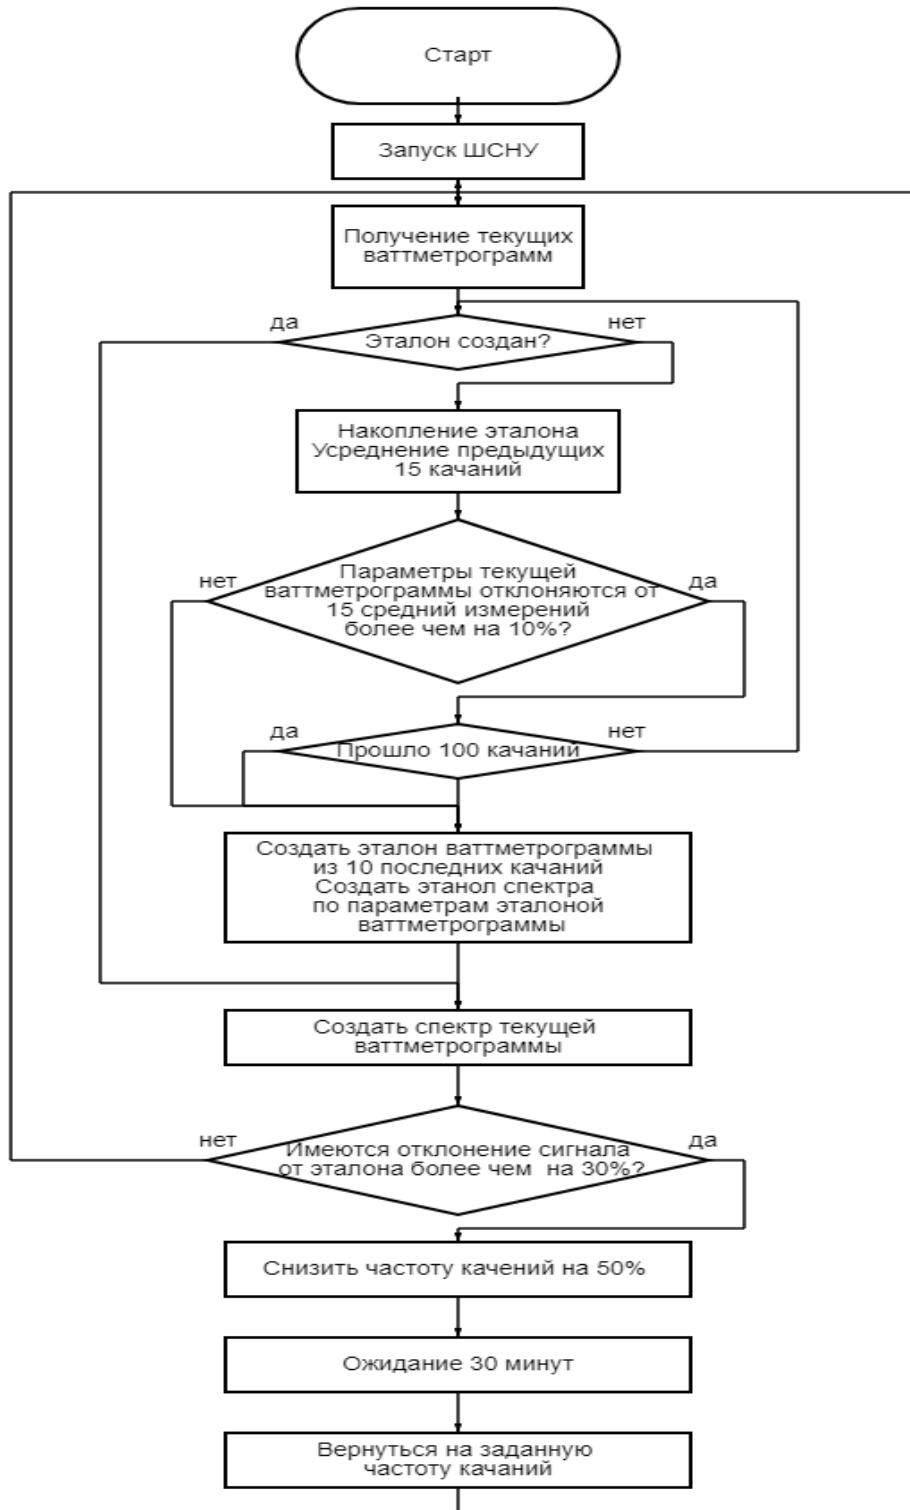 Старт
Запуск ШСНУ
Получение текущих
ваттметрограмм
да
нет
Эталон создан?
Накопление эталона
Усреднение предыдущих
15 качаний
нет
да
Параметры текущей
ваттметрограммы отклоняются от
15 средний измерений
более чем на 10%?
да
нет
Прошло 100 качаний
Создать эталон ваттметрограммы
из 10 последних качаний
Создать этанол спектра
по параметрам эталоной
ваттметрограммы
Создать спектр текущей
ваттметрограммы
нет
да
Имеются отклонение сигнала
от эталона более чем на 30%?
Снизить частоту качений на 50%
Ожидание 30 минут
Вернуться на заданную
частоту качаний